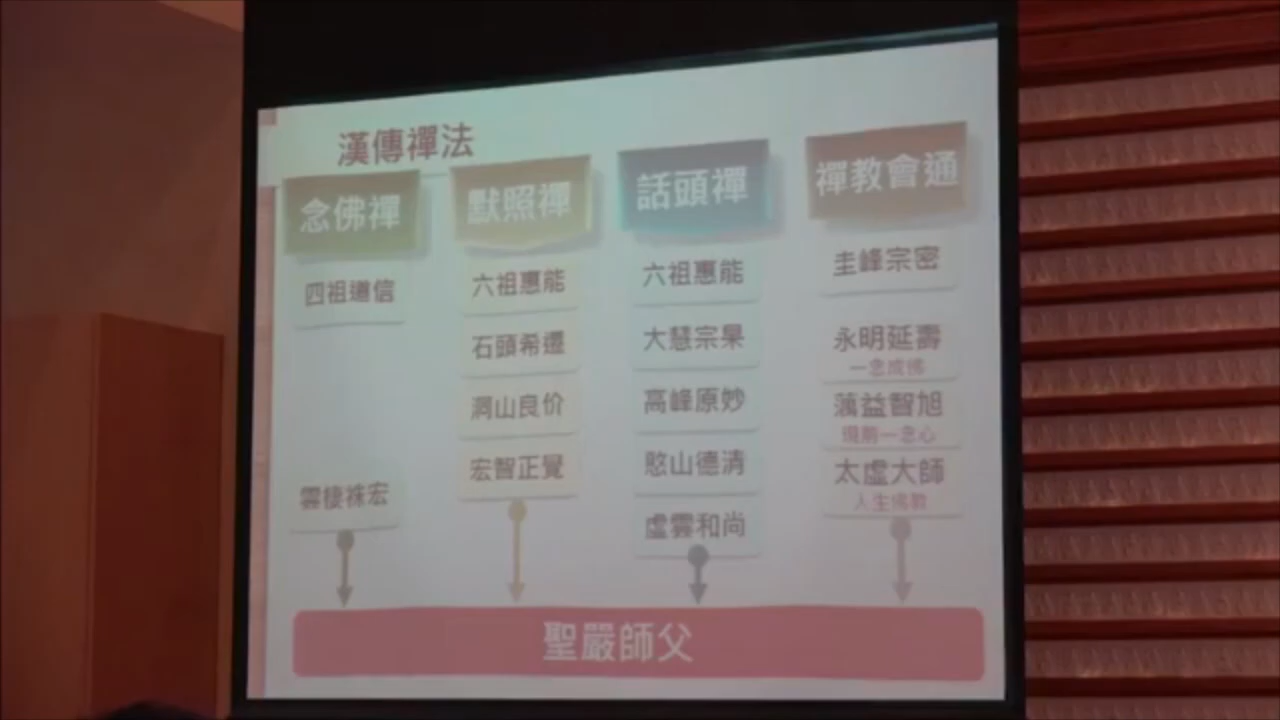 漢傳禪法
念佛禪
四祖道信
雲棲袾宏
默照禪
六祖惠能
石頭希遷
洞山良价
宏智正覺
話頭禪
六祖惠能
大慧宗杲
高峰原妙
憨山德清
虛雲和尚
禪教會通
圭峰宗密
永明延壽
一念成佛
蕅益智旭
現前一念心
太虛大師
人生佛教
聖嚴師父